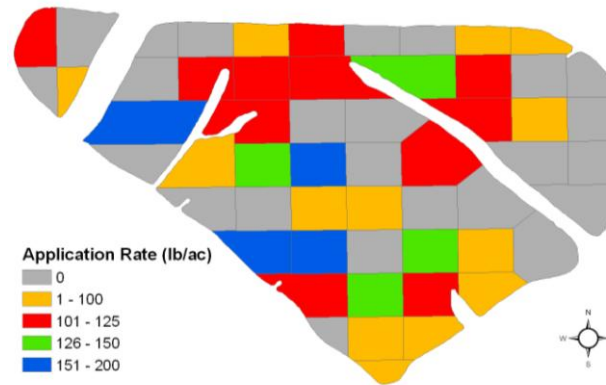 Application Rate (lb/ac)
0
1 - 100
101 - 125
126 - 150
151 - 200
N
W
E
S